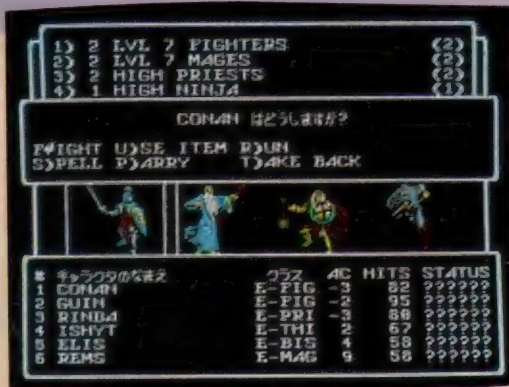 1) 2 LVL 7 FIGHTERS (2)
2) 2 LVL 7 MAGES (2)
3) 2 HIGH PRIESTS (2)
4) 1 HIGH NINJA (1)
CONAN はどうしますか?
F)IGHT U)SE ITEM R)UN
S)PELL P)ARRY T)AKE BACK
# キャラクタのなまえ クラス AC HITS STATUS
1 CONAN E-FIG -3 82 ??????
2 GUIN E-FIG -2 95 ??????
3 RINDA E-PRI -3 80 ??????
4 ISHYT E-THI 2 67 ??????
5 ELIS E-BIS 4 58 ??????
6 REMS E-MAG 9 58 ??????